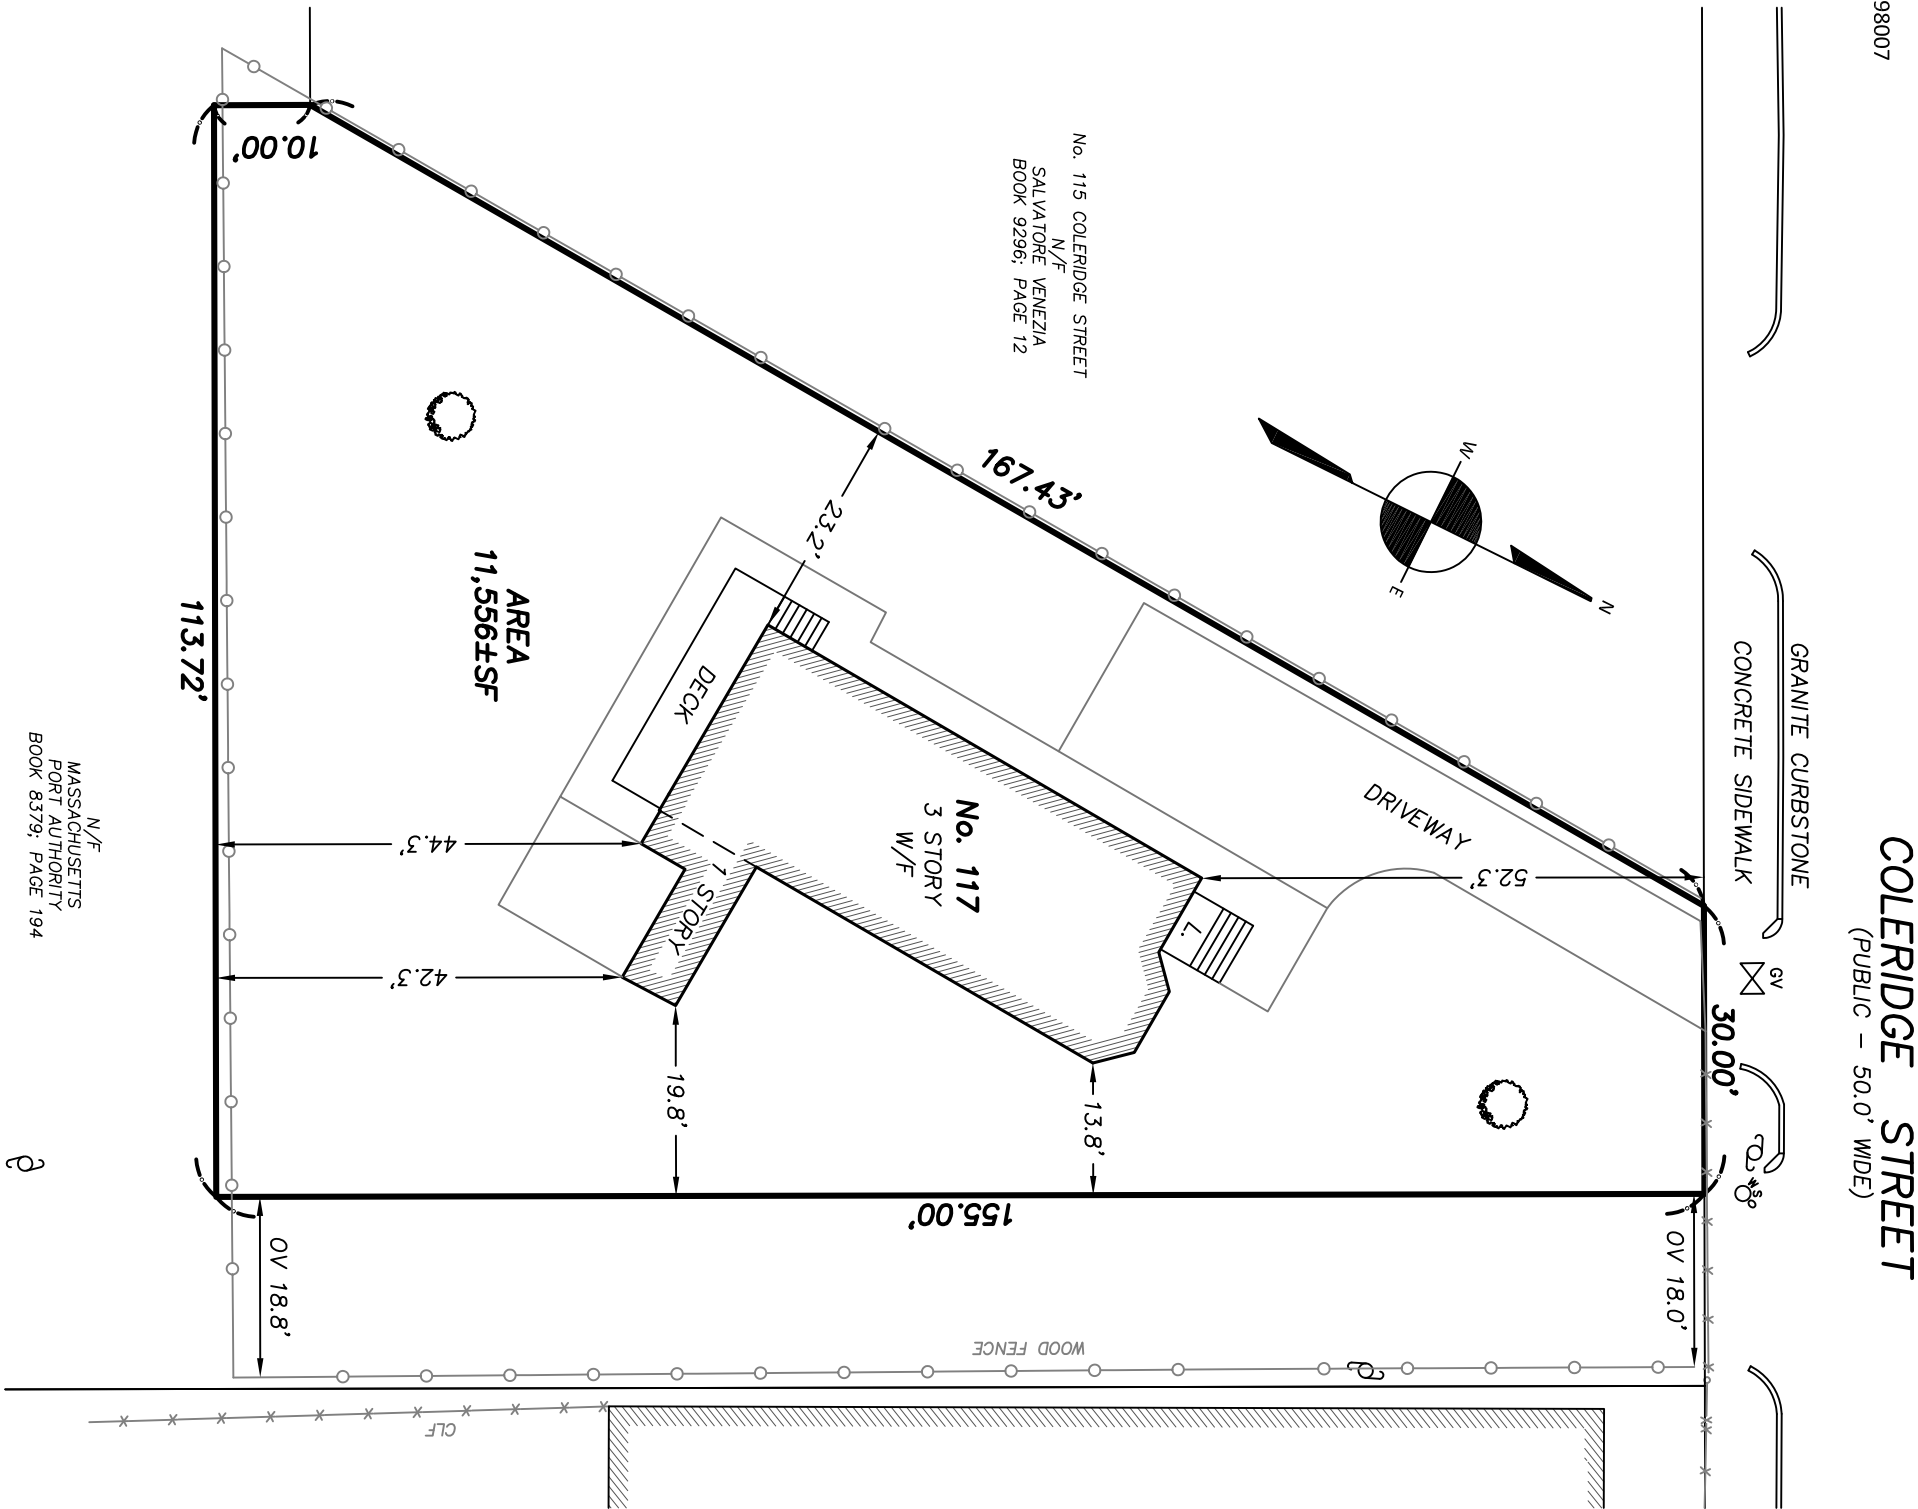 98007
COLERIDGE STREET
(PUBLIC – 50.0' WIDE)
GRANITE CURBSTONE
CONCRETE SIDEWALK
GV
30.00'
W
S
OV 18.0'
No. 115 COLERIDGE STREET
N/F
SALVATORE VENEZIA
BOOK 9296; PAGE 12
W
N
E
167.43'
10.00'
23.2'
DRIVEWAY
52.3'
AREA
11,556±SF
DECK
No. 117
3 STORY
W/F
L.
1 STORY
44.3'
42.3'
19.8'
13.8'
113.72'
155.00'
OV 18.8'
WOOD FENCE
CLF
N/F
MASSACHUSETTS
PORT AUTHORITY
BOOK 8379; PAGE 194